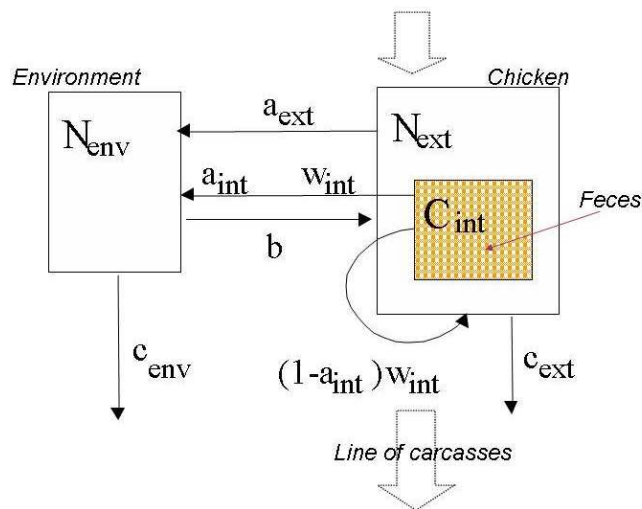 Environment
Chicken
N_env
a_ext
N_ext
a_int w_int
C_int
Feces
b
c_env
(1-a_int)w_int
c_ext
Line of carcasses